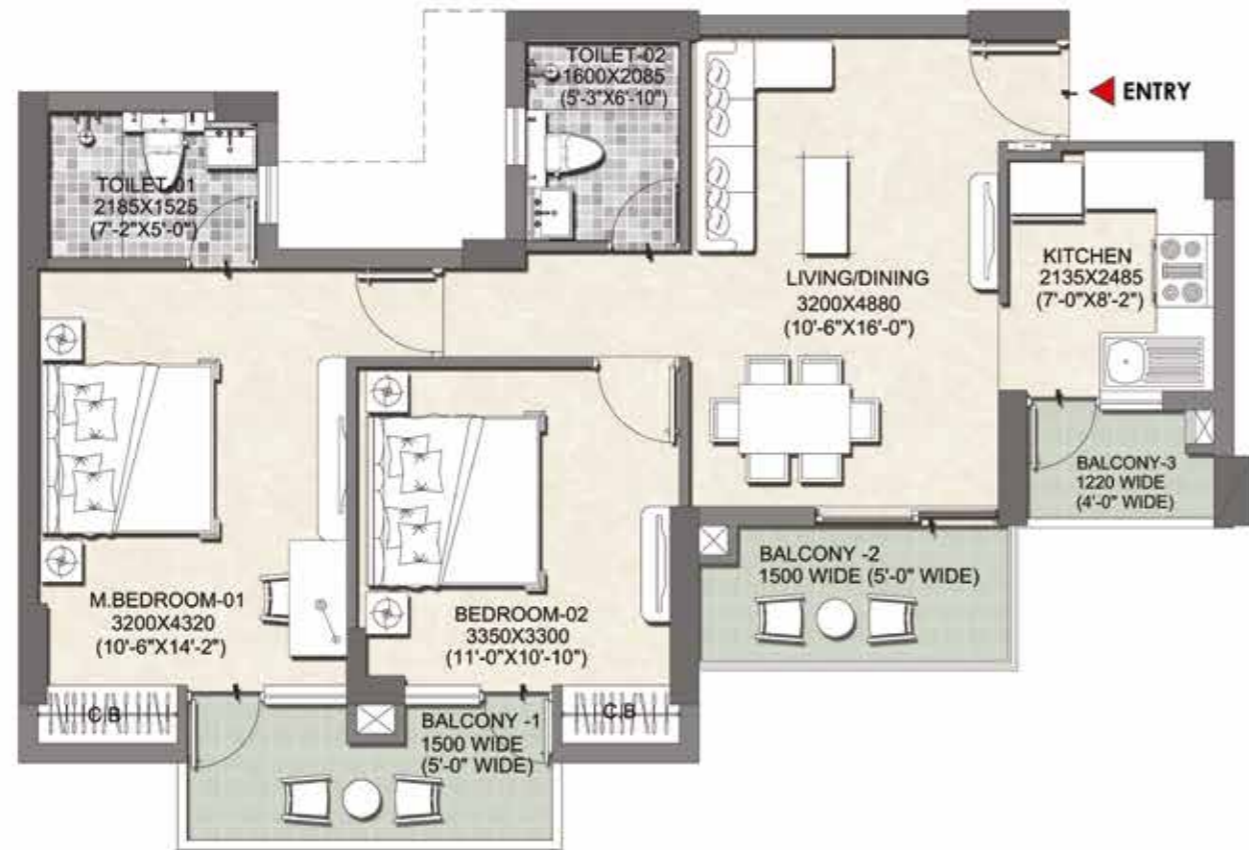 TOILET-02
1600X2085
(5'-3"X6'-10")
ENTRY
TOILET-01
2185X1525
(7'-2"X5'-0")
KITCHEN
2135X2485
(7'-0"X8'-2")
LIVING/DINING
3200X4880
(10'-6"X16'-0")
BALCONY-3
1220 WIDE
(4'-0" WIDE)
BALCONY -2
1500 WIDE (5'-0" WIDE)
M.BEDROOM-01
3200X4320
(10'-6"X14'-2")
BEDROOM-02
3350X3300
(11'-0"X10'-10")
C.B
C.B
BALCONY -1
1500 WIDE
(5'-0" WIDE)